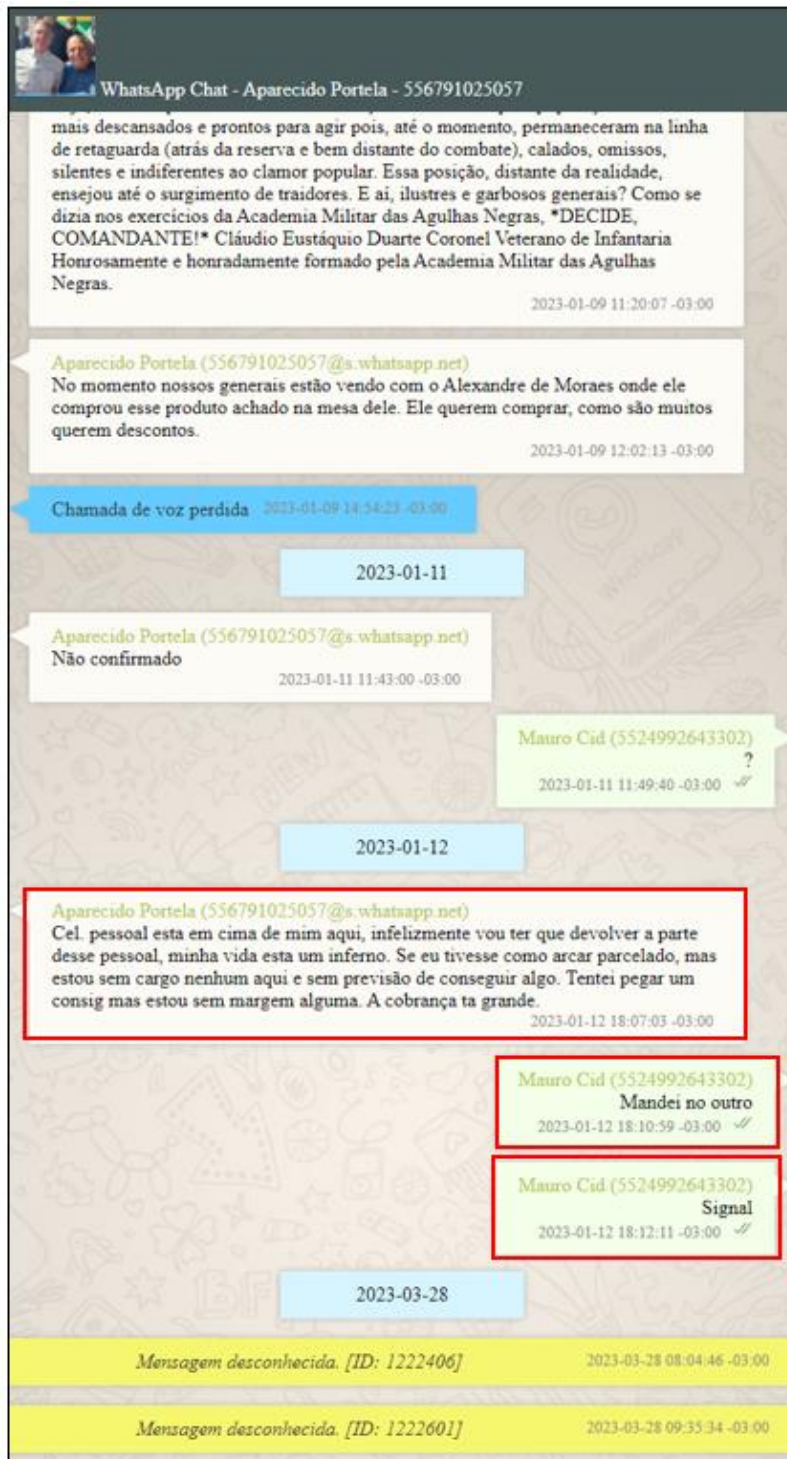 WhatsApp Chat - Aparecido Portela - 556791025057
mais descansados e prontos para agir pois, até o momento, permaneceram na linha
de retaguarda (atrás da reserva e bem distante do combate), calados, omissos,
silentes e indiferentes ao clamor popular. Essa posição, distante da realidade,
ensejou até o surgimento de traidores. E aí, ilustres e garbosos generais? Como se
dizia nos exercícios da Academia Militar das Agulhas Negras, *DECIDE,
COMANDANTE!* Cláudio Eustáquio Duarte Coronel Veterano de Infantaria
Honrosamente e honradamente formado pela Academia Militar das Agulhas
Negras.
2023-01-09 11:20:07 -03:00
Aparecido Portela (556791025057@s.whatsapp.net)
No momento nossos generais estão vendo com o Alexandre de Moraes onde ele
comprou esse produto achado na mesa dele. Ele querem comprar, como são muitos
querem descontos.
2023-01-09 12:02:13 -03:00
Chamada de voz perdida 2023-01-09 14:54:23 -03:00
2023-01-11
Aparecido Portela (556791025057@s.whatsapp.net)
Não confirmado
2023-01-11 11:43:00 -03:00
Mauro Cid (5524992643302)
?
2023-01-11 11:49:40 -03:00
2023-01-12
Aparecido Portela (556791025057@s.whatsapp.net)
Cel. pessoal esta em cima de mim aqui, infelizmente vou ter que devolver a parte
desse pessoal, minha vida esta um inferno. Se eu tivesse como arcar parcelado, mas
estou sem cargo nenhum aqui e sem previsão de conseguir algo. Tentei pegar um
consig mas estou sem margem alguma. A cobrança ta grande.
2023-01-12 18:07:03 -03:00
Mauro Cid (5524992643302)
Mandei no outro
2023-01-12 18:10:59 -03:00
Mauro Cid (5524992643302)
Signal
2023-01-12 18:12:11 -03:00
2023-03-28
Mensagem desconhecida. [ID: 1222406] 2023-03-28 08:04:46 -03:00
Mensagem desconhecida. [ID: 1222601] 2023-03-28 09:35:34 -03:00